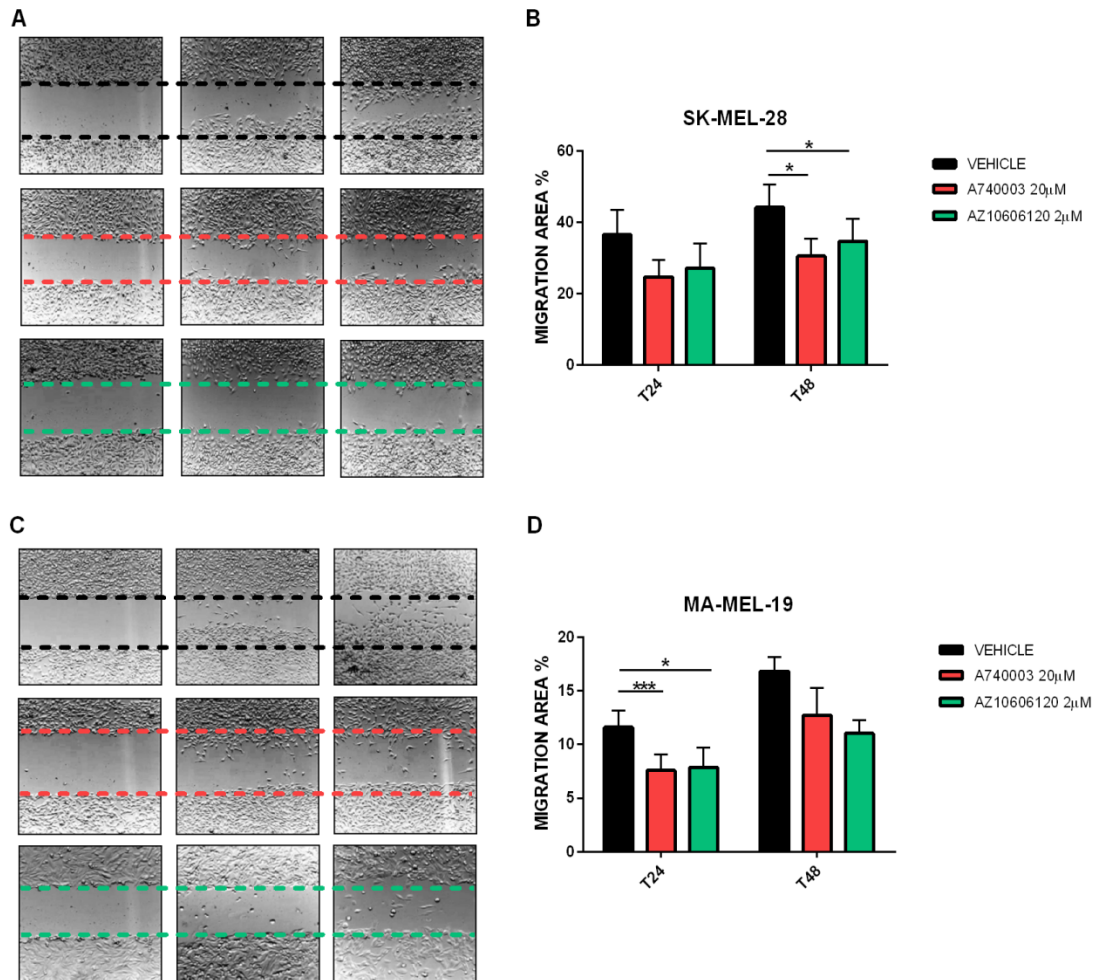 A
B
SK-MEL-28
MIGRATION AREA %
60
40
20
0
*
*
T24
T48
VEHICLE
A740003 20μM
AZ10606120 2μM
C
D
MA-MEL-19
MIGRATION AREA %
20
15
10
5
0
*
***
T24
T48
VEHICLE
A740003 20μM
AZ10606120 2μM